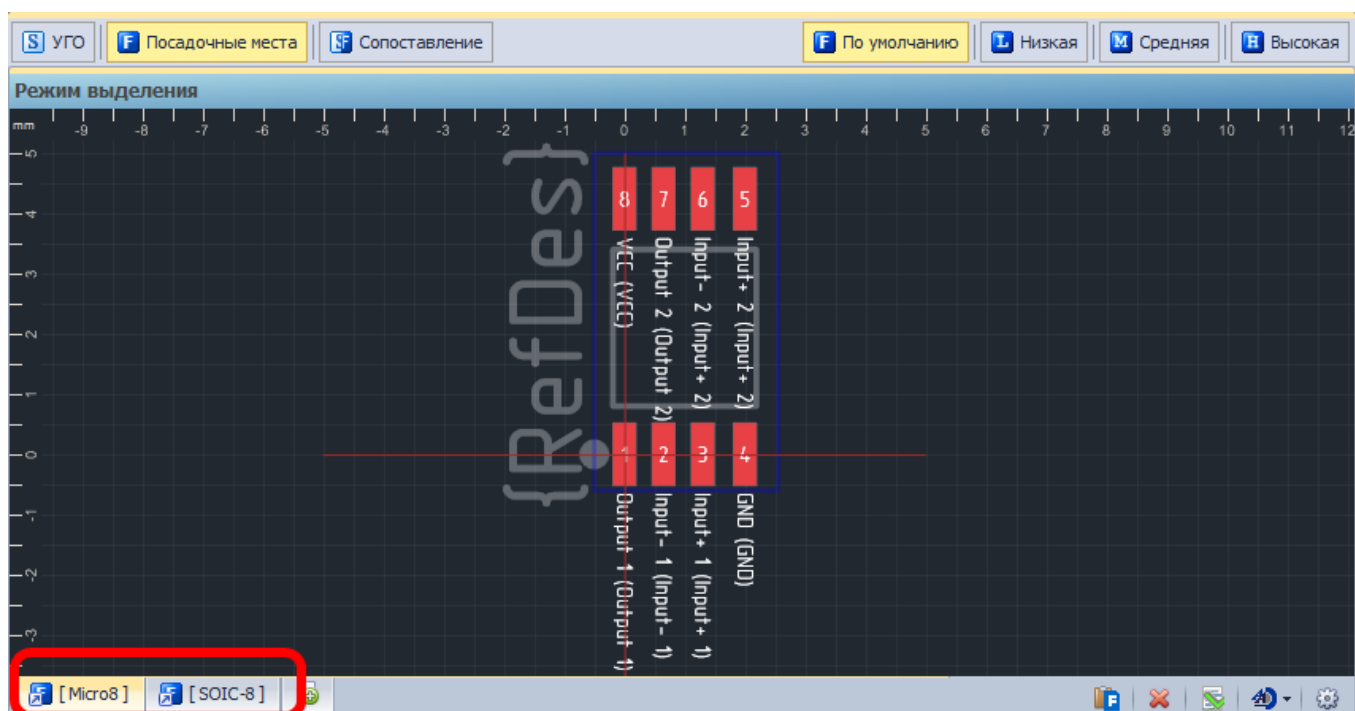 УГО Посадочные места Сопоставление По умолчанию Низкая Средняя Высокая
Режим выделения
mm -9 -8 -7 -6 -5 -4 -3 -2 -1 0 1 2 3 4 5 6 7 8 9 10 11 12
5
4
3
2
1
0
-1
-2
-3
{RefDes}
8 7 6 5
VCC (VCC)
Output 2 (Output 2)
Input- 2 (Input+ 2)
Input+ 2 (Input+ 2)
1 2 3 4
Output 1 (Output 1)
Input- 1 (Input- 1)
Input+ 1 (Input+ 1)
GND (GND)
[ Micro8 ] [ SOIC-8 ]